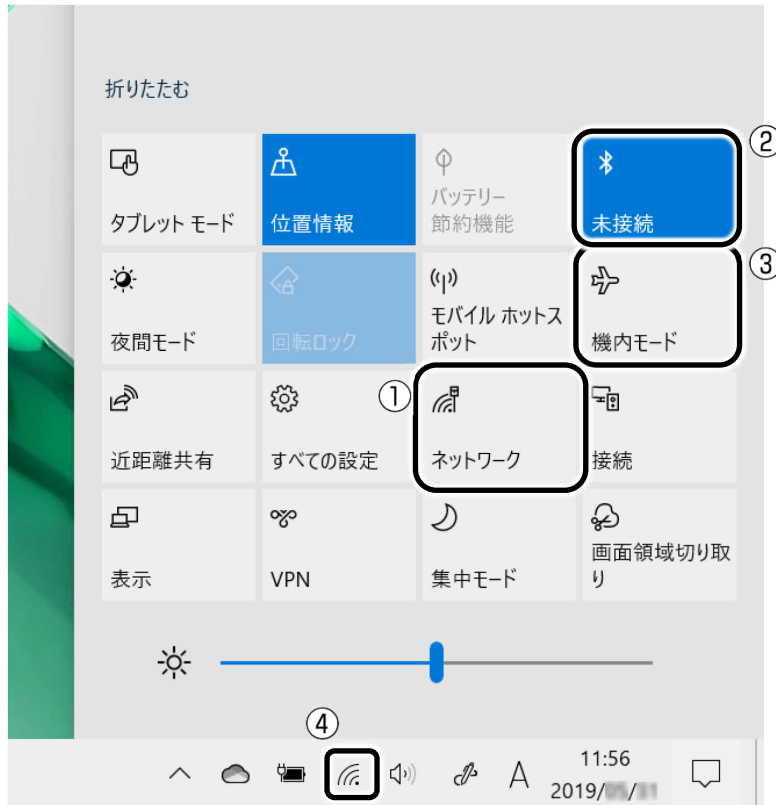 折りたたむ
②
タブレット モード
位置情報
バッテリー
節約機能
未接続
③
夜間モード
回転ロック
モバイル ホットス
ポット
機内モード
①
近距離共有
すべての設定
ネットワーク
接続
表示
VPN
集中モード
画面領域切り取
り
④
A
11:56
2019/